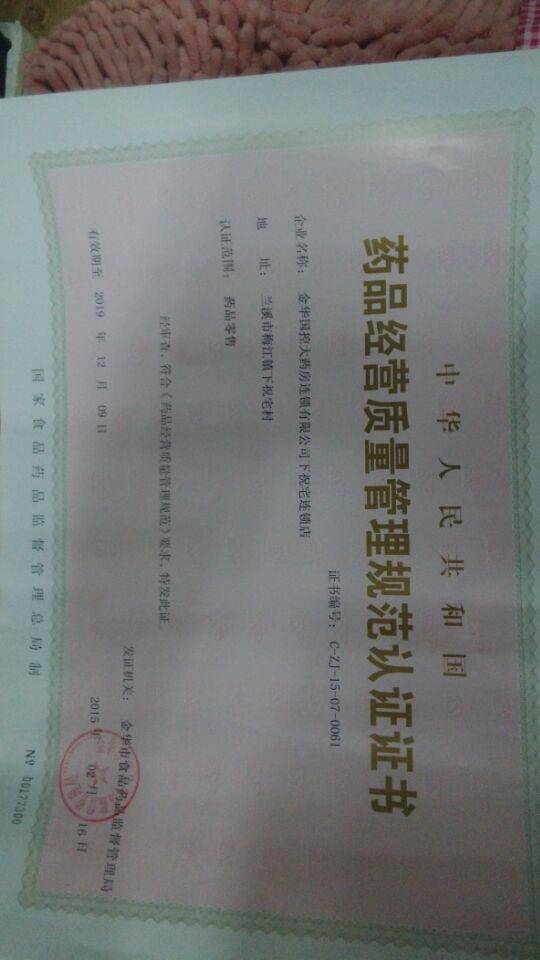 中华人民共和国
药品经营质量管理规范认证证书
证书编号：C-ZJ-15-07-0061
企业名称：金华国控大药房连锁有限公司下祝宅连锁店
地址：兰溪市梅江镇下祝宅村
认证范围：药品零售
经审查，符合《药品经营质量管理规范》要求，特发此证。
发证机关：金华市食品药品监督管理局
有效期至 2019 年 12 月 09 日
2015 年 02 月 16 日
国家食品药品监督管理总局制
Nº 00177300